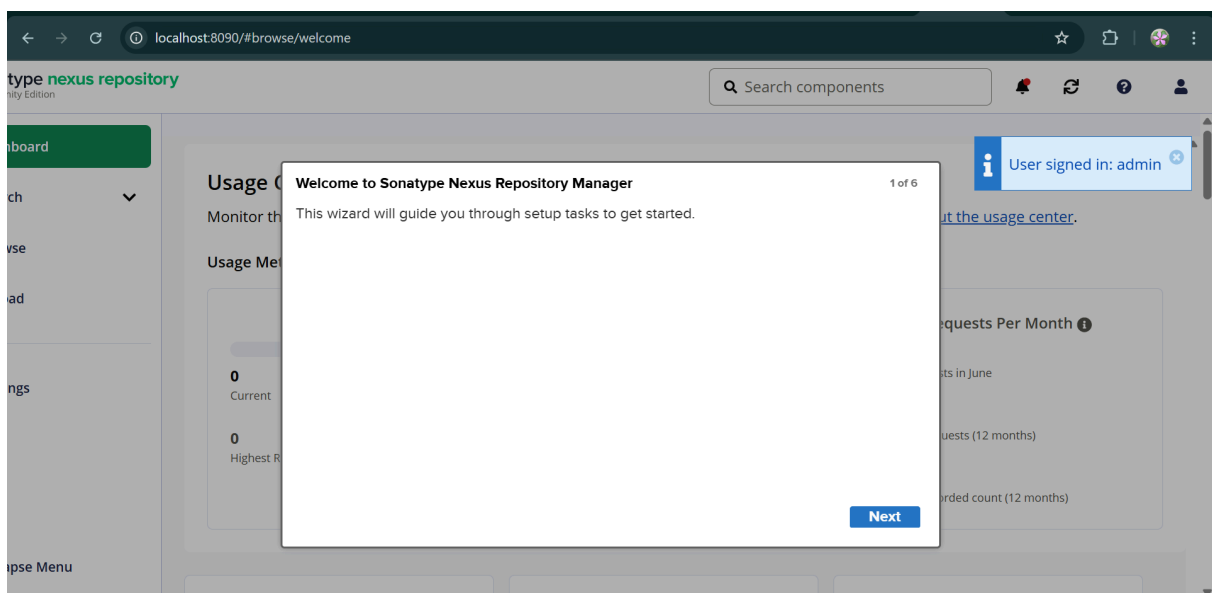 localhost:8090/#browse/welcome
type nexus repository
nity Edition
Search components
nboard
User signed in: admin
Usage C
Welcome to Sonatype Nexus Repository Manager
1 of 6
ch
Monitor th
This wizard will guide you through setup tasks to get started.
ut the usage center.
wse
Usage Met
oad
equests Per Month
0
sts in June
ngs
Current
0
uests (12 months)
Highest R
orded count (12 months)
Next
apse Menu